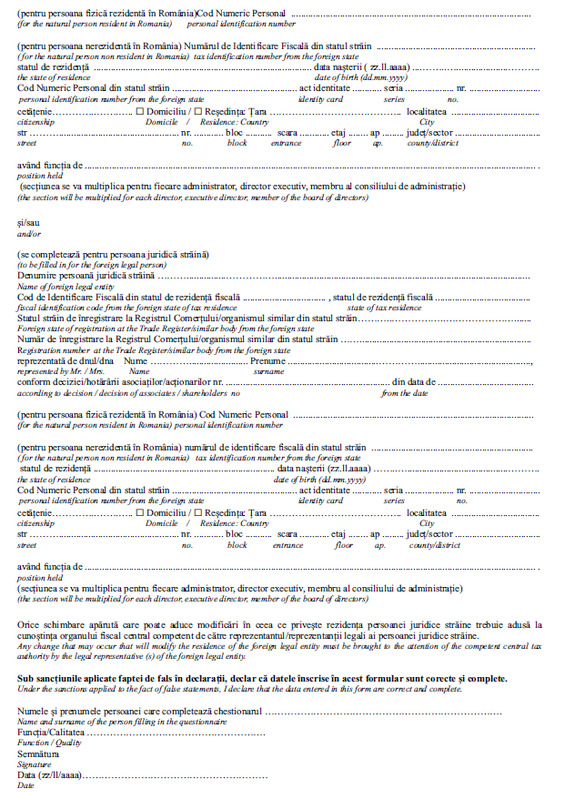 (pentru persoana fizică rezidentă în România)Cod Numeric Personal ...........................................................................................
(for the natural person resident in Romania) personal identification number
(pentru persoana nerezidentă în România) Numărul de Identificare Fiscală din statul străin ............................................................
( for the natural person non resident in Romania) tax identification number from the foreign state
statul de rezidență .................................................................................. data nașterii ( zz.ll.aaaa) ..…………………………..
the state of residence date of birth (dd.mm.yyyy)
Cod Numeric Personal din statul străin ............................................... act identitate ........... seria ..................... nr. ............................
personal identification number from the foreign state identity card series no.
cetățenie…………………….. ☐ Domiciliu / ☐ Reședința: Țara ………………………………….. localitatea ................................
citizenship Domicile / Residence: Country City
str ......................................................... nr. ........... bloc ........... scara ............ etaj ........ ap ........ județ/sector ................................
street no. block entrance floor ap. county/district
având funcția de ..................................................................................................................................................................... .
position held
(secțiunea se va multiplica pentru fiecare administrator, director executiv, membru al consiliului de administrație)
(the section will be multiplied for each director, executive director, member of the board of directors)
și/sau
and/or
(se completează pentru persoana juridică străină)
(to be filled in for the foreign legal person)
Denumire persoană juridică străină ………….....................................................................................................................
Name of foreign legal entity
Cod de Identificare Fiscală din statul de rezidență fiscală ............................... , statul de rezidență fiscală ....................................
fiscal identification code from the foreign state of tax residence state of tax residence
Statul străin de înregistrare la Registrul Comerțului/organismul similar din statul străin…………………………………………..
Foreign state of registration at the Trade Register/similar body from the foreign state
Număr de înregistrare la Registrul Comerțului/organismul similar din statul străin ......................................................................
Registration number at the Trade Register/similar body from the foreign state
reprezentată de dnul/dna Nume ………................................... Prenume .........................................................................................,
represented by Mr. / Mrs. Name surname
conform deciziei/hotărârii asociaților/acționarilor nr. .............................................................. din data de ....................................
according to decision / decision of associates / shareholders no from the date
(pentru persoana fizică rezidentă în România) Cod Numeric Personal ...........................................................................................
(for the natural person resident in Romania) personal identification number
(pentru persoana nerezidentă în România) numărul de identificare fiscală din statul străin ............................................................
( for the natural person non resident in Romania) tax identification number from the foreign state
statul de rezidență .................................................................... data nașterii (zz.ll.aaaa) ……………………………………………..
the state of residence date of birth (dd.mm.yyyy)
Cod Numeric Personal din statul străin ............................................... act identitate ........... seria ..................... nr. ............................
personal identification number from the foreign state identity card series no.
cetățenie…………………….. ☐ Domiciliu / ☐ Reședința: Țara ………………………………….. localitatea ................................
citizenship Domicile / Residence: Country City
str ......................................................... nr. ........... bloc ........... scara ............ etaj ........ ap ........ județ/sector ................................
street no. block entrance floor ap. county/district
având funcția de ..................................................................................................................................................................... .
position held
(secțiunea se va multiplica pentru fiecare administrator, director executiv, membru al consiliului de administrație)
(the section will be multiplied for each director, executive director, member of the board of directors)
Orice schimbare apărută care poate aduce modificări în ceea ce privește rezidența persoanei juridice străine trebuie adusă la
cunoștința organului fiscal central competent de către reprezentantul/reprezentanții legali ai persoanei juridice străine.
Any change that may occur that will modify the residence of the foreign legal entity must be brought to the attention of the competent central tax
authority by the legal representative (s) of the foreign legal entity.
Sub sancțiunile aplicate faptei de fals în declarații, declar că datele înscrise în acest formular sunt corecte și complete.
Under the sanctions applied to the fact of false statements, I declare that the data entered in this form are correct and complete.
Numele și prenumele persoanei care completează chestionarul …………………………………………………………………
Name and surname of the person filling in the questionnaire
Funcția/Calitatea ………………………………………………
Function / Quality
Semnătura
Signature
Data (zz/ll/aaaa)…………………………………………………
Date